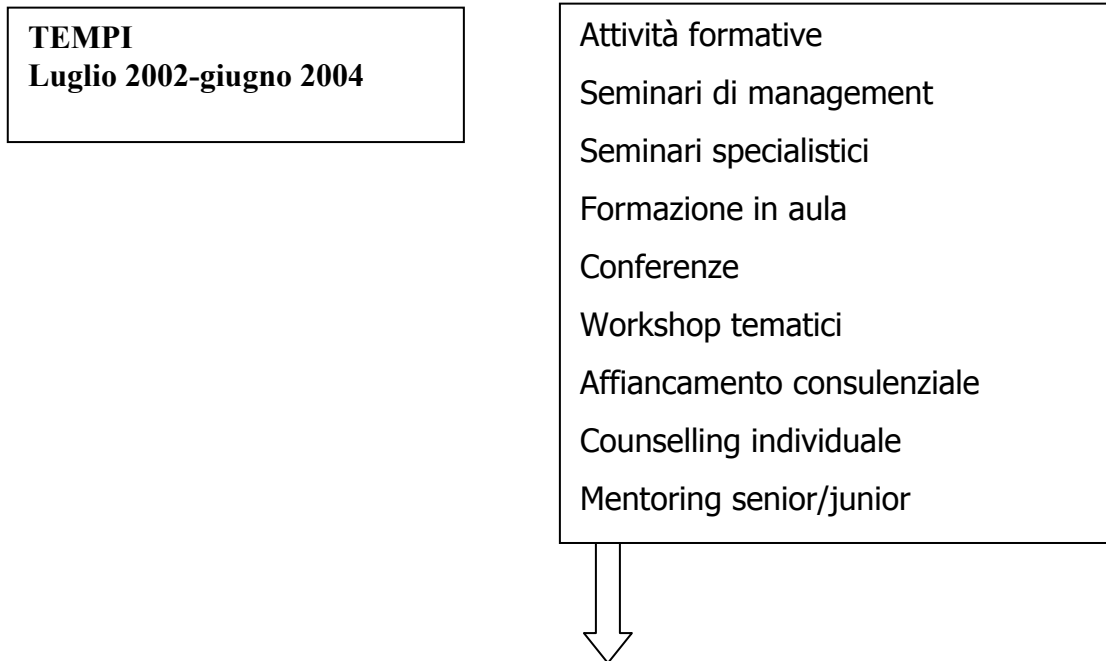 TEMPI
Luglio 2002-giugno 2004
Attività formative
Seminari di management
Seminari specialistici
Formazione in aula
Conferenze
Workshop tematici
Affiancamento consulenziale
Counselling individuale
Mentoring senior/junior